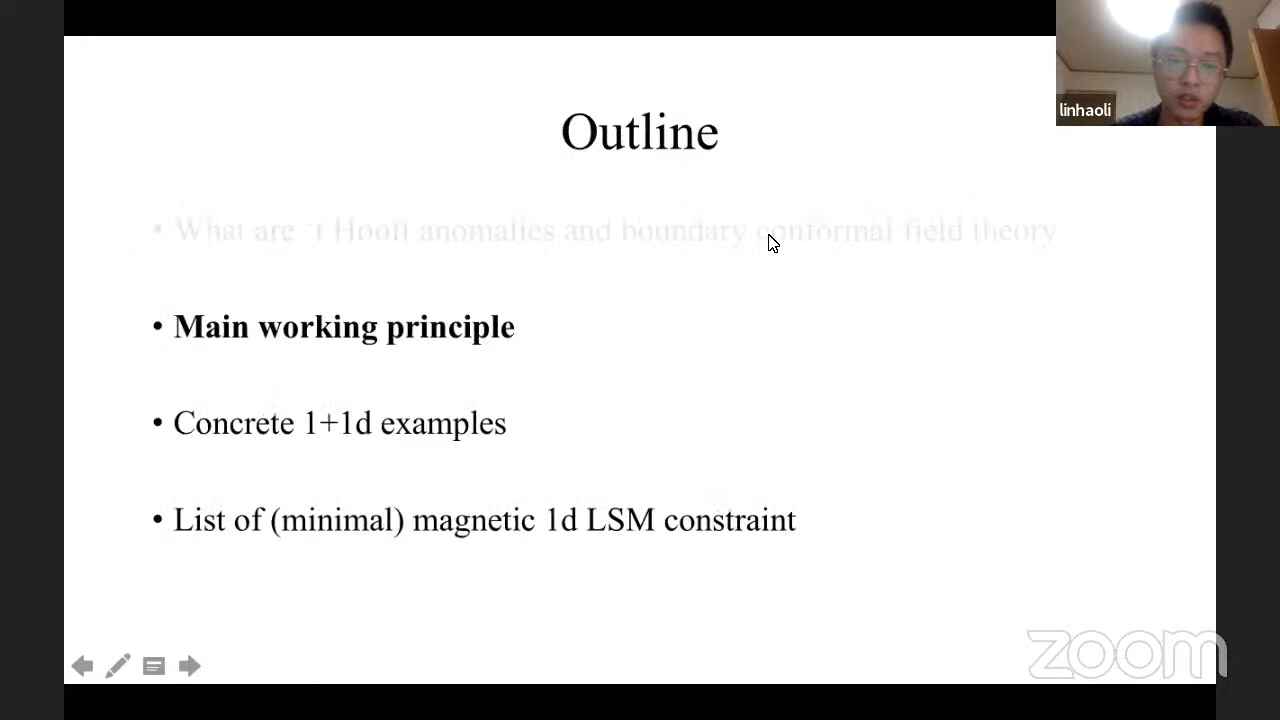 linhaoli
Outline
• What are 't Hooft anomalies and boundary conformal field theory
• Main working principle
• Concrete 1+1d examples
• List of (minimal) magnetic 1d LSM constraint
zoom